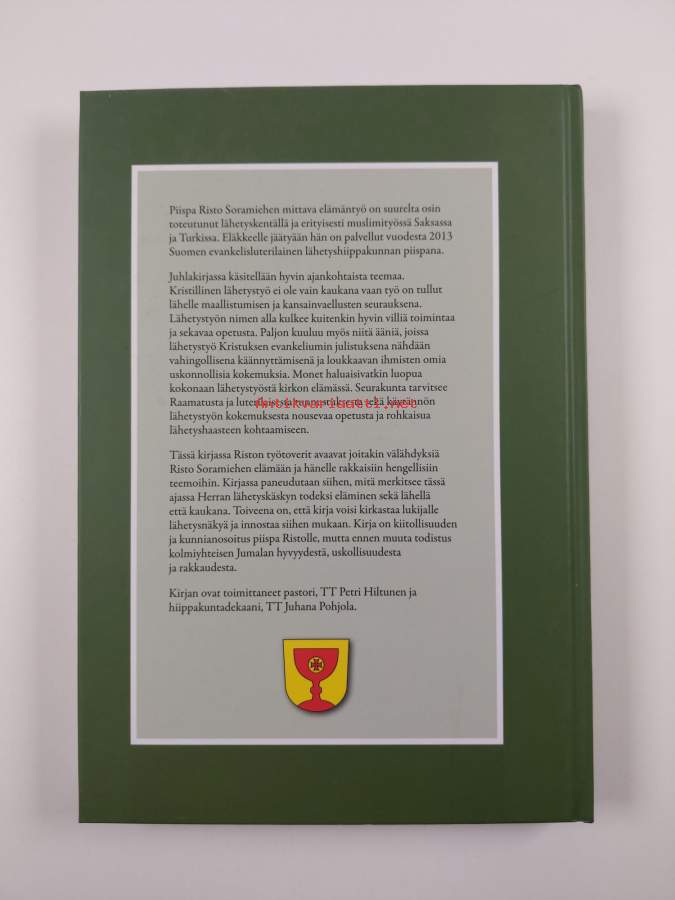 Piispa Risto Soramiehen mittava elämäntyö on suurelta osin
toteutunut lähetyskentällä ja erityisesti muslimityössä Saksassa
ja Turkissa. Eläkkeelle jäätyään hän on palvellut vuodesta 2013
Suomen evankelisluterilainen lähetyshiippakunnan piispana.
Juhlakirjassa käsitellään hyvin ajankohtaista teemaa.
Kristillinen lähetystyö ei ole vain kaukana vaan työ on tullut
lähelle maallistumisen ja kansainvaellusten seurauksena.
Lähetystyön nimen alla kulkee kuitenkin hyvin villiä toimintaa
ja sekavaa opetusta. Paljon kuuluu myös niitä ääniä, joissa
lähetystyö Kristuksen evankeliumin julistuksena nähdään
vahingollisena käännyttämisenä ja loukkaavan ihmisten omia
uskonnollisia kokemuksia. Monet haluaisivatkin luopua
kokonaan lähetystyöstä kirkon elämässä. Seurakunta tarvitsee
Raamatusta ja luterilaisesta tunnustuksesta sekä käytännön
Antikvariaatti.net
lähetystyön kokemuksesta nousevaa opetusta ja rohkaisua
lähetyshaasteen kohtaamiseen.
Tässä kirjassa Riston työtoverit avaavat joitakin välähdyksiä
Risto Soramiehen elämään ja hänelle rakkaisiin hengellisiin
teemoihin. Kirjassa paneudutaan siihen, mitä merkitsee tässä
ajassa Herran lähetyskäskyn todeksi eläminen sekä lähellä
että kaukana. Toiveena on, että kirja voisi kirkastaa lukijalle
lähetysnäkyä ja innostaa siihen mukaan. Kirja on kiitollisuuden
ja kunnianosoitus piispa Ristolle, mutta ennen muuta todistus
kolmiyhteisen Jumalan hyvyydestä, uskollisuudesta
ja rakkaudesta.
Kirjan ovat toimittaneet pastori, TT Petri Hiltunen ja
hiippakuntadekaani, TT Juhana Pohjola.